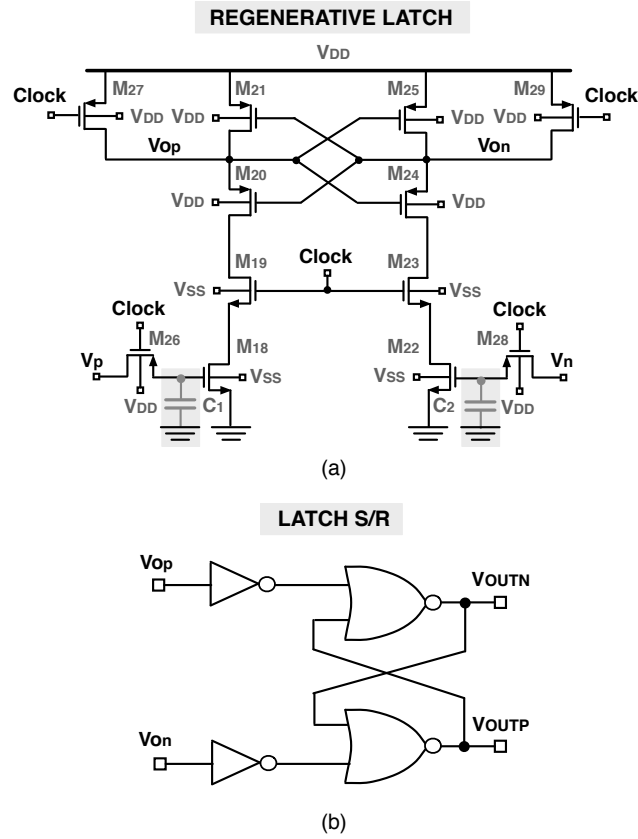 REGENERATIVE LATCH
VDD
M27 M21 M25 M29
Clock VDD VDD VDD VDD Clock
Vop Von
M20 M24
VDD VDD
M19 Clock M23
VSS VSS
Clock Clock
M26 M18 M22 M28
Vp VSS VSS Vn
VDD C1 C2 VDD
(a)
LATCH S/R
Vop VOUTN
Von VOUTP
(b)